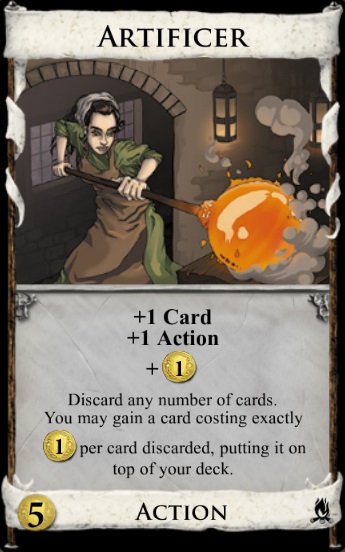 ARTIFICER
+1 Card
+1 Action
+ 1
Discard any number of cards.
You may gain a card costing exactly
1 per card discarded, putting it on
top of your deck.
5 ACTION